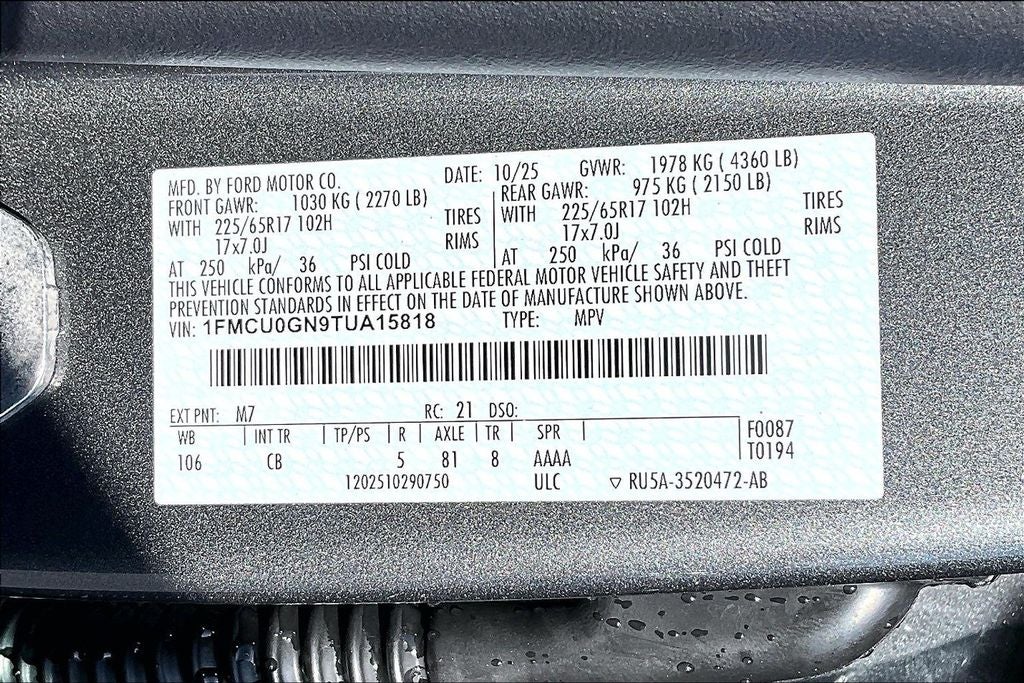 MFD. BY FORD MOTOR CO. DATE: 10/25 GVWR: 1978 KG ( 4360 LB)
FRONT GAWR: 1030 KG ( 2270 LB) REAR GAWR: 975 KG ( 2150 LB)
WITH 225/65R17 102H TIRES WITH 225/65R17 102H TIRES
17x7.0J RIMS 17x7.0J RIMS
AT 250 kPa/ 36 PSI COLD AT 250 kPa/ 36 PSI COLD
THIS VEHICLE CONFORMS TO ALL APPLICABLE FEDERAL MOTOR VEHICLE SAFETY AND THEFT
PREVENTION STANDARDS IN EFFECT ON THE DATE OF MANUFACTURE SHOWN ABOVE.
VIN: 1FMCU0GN9TUA15818 TYPE: MPV
EXT PNT: M7 RC: 21 DSO:
WB INT TR TP/PS R AXLE TR SPR F0087
106 CB 5 81 8 AAAA T0194
1202510290750 ULC ▽ RU5A-3520472-AB